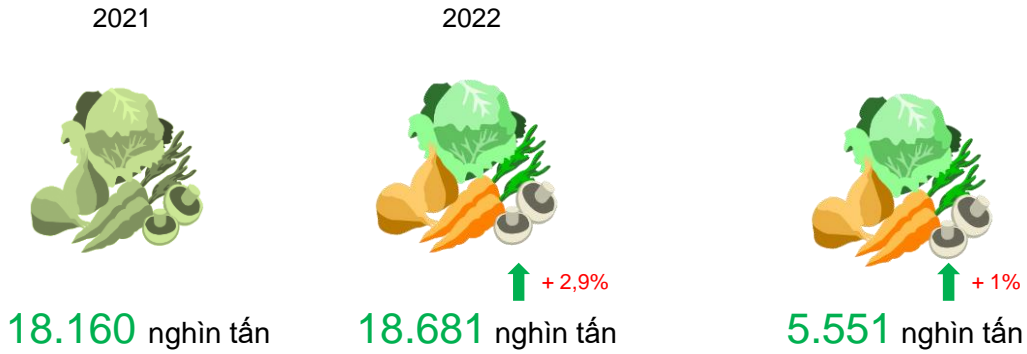 2021
2022
+ 2,9%
+ 1%
18.160 nghìn tấn
18.681 nghìn tấn
5.551 nghìn tấn